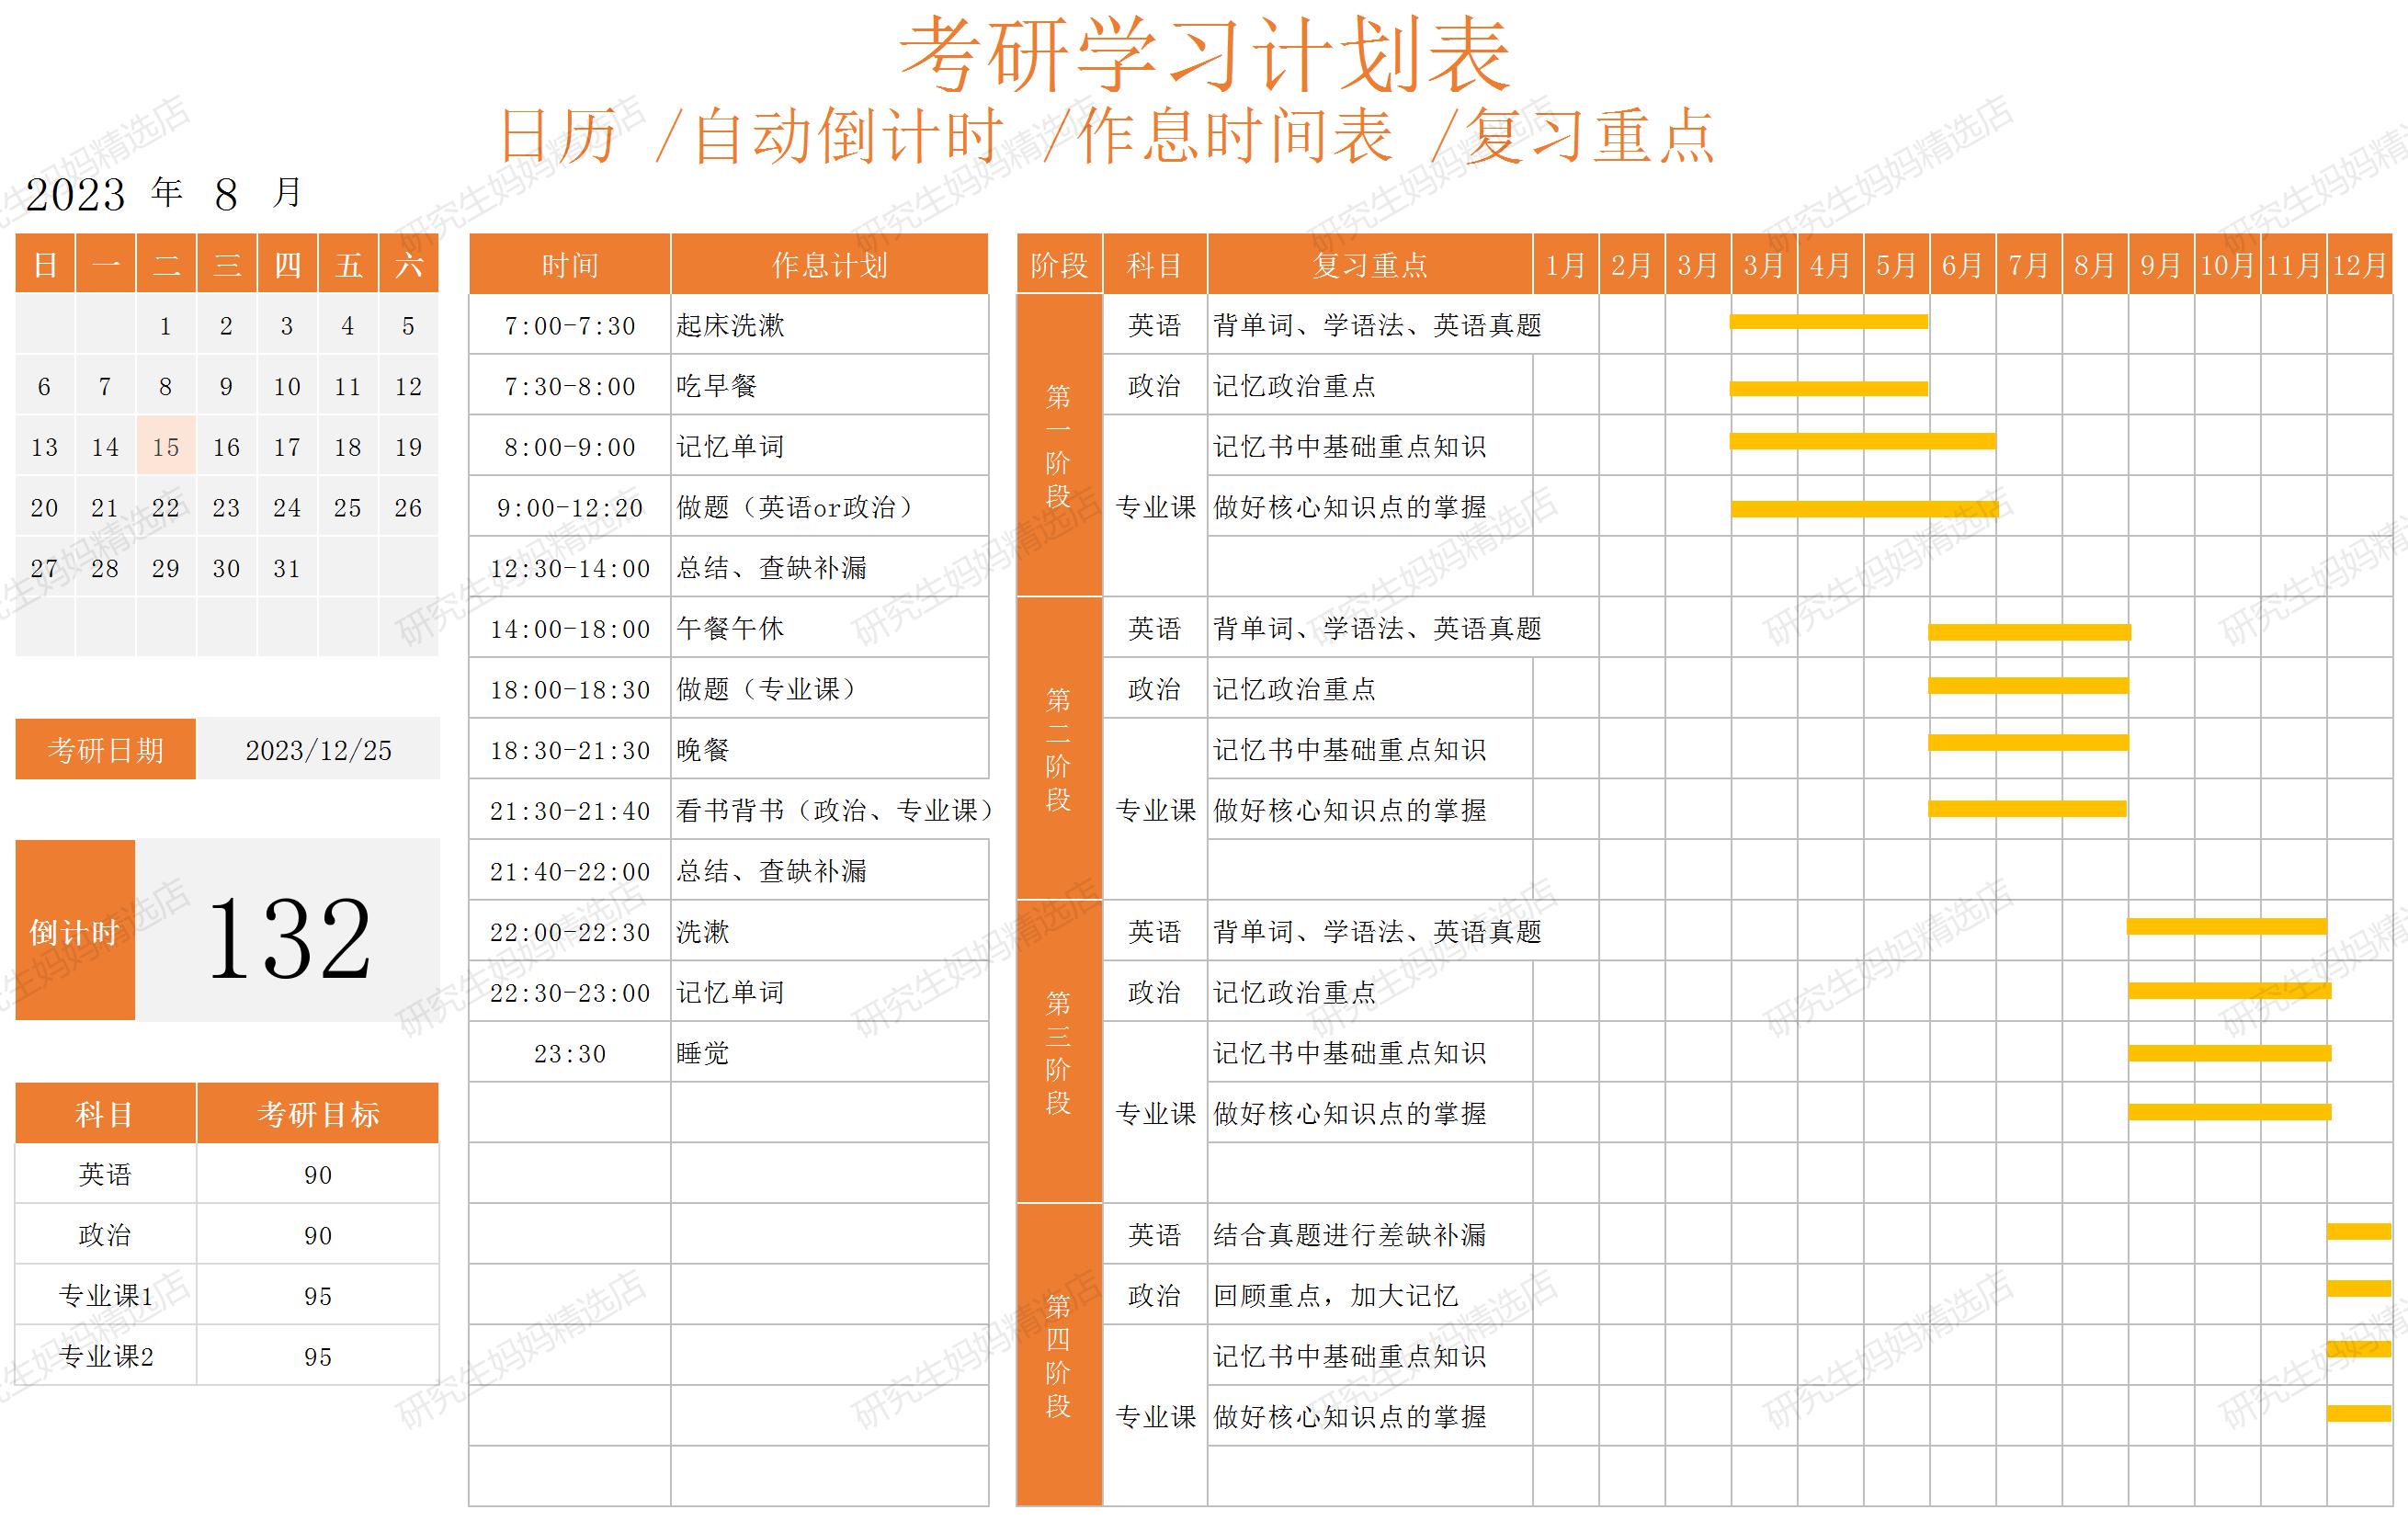 考研学习计划表
日历 /自动倒计时 /作息时间表 /复习重点
2023 年 8 月
日 一 二 三 四 五 六
1 2 3 4 5
6 7 8 9 10 11 12
13 14 15 16 17 18 19
20 21 22 23 24 25 26
27 28 29 30 31
考研日期 2023/12/25
倒计时 132
科目 考研目标
英语 90
政治 90
专业课1 95
专业课2 95
时间 作息计划
7:00-7:30 起床洗漱
7:30-8:00 吃早餐
8:00-9:00 记忆单词
9:00-12:20 做题（英语or政治）
12:30-14:00 总结、查缺补漏
14:00-18:00 午餐午休
18:00-18:30 做题（专业课）
18:30-21:30 晚餐
21:30-21:40 看书背书（政治、专业课）
21:40-22:00 总结、查缺补漏
22:00-22:30 洗漱
22:30-23:00 记忆单词
23:30 睡觉
阶段 科目 复习重点 1月 2月 3月 3月 4月 5月 6月 7月 8月 9月 10月 11月 12月
第一阶段
英语 背单词、学语法、英语真题
政治 记忆政治重点
专业课 记忆书中基础重点知识
做好核心知识点的掌握
第二阶段
英语 背单词、学语法、英语真题
政治 记忆政治重点
专业课 记忆书中基础重点知识
做好核心知识点的掌握
第三阶段
英语 背单词、学语法、英语真题
政治 记忆政治重点
专业课 记忆书中基础重点知识
做好核心知识点的掌握
第四阶段
英语 结合真题进行差缺补漏
政治 回顾重点，加大记忆
专业课 记忆书中基础重点知识
做好核心知识点的掌握
研究生妈妈精选店